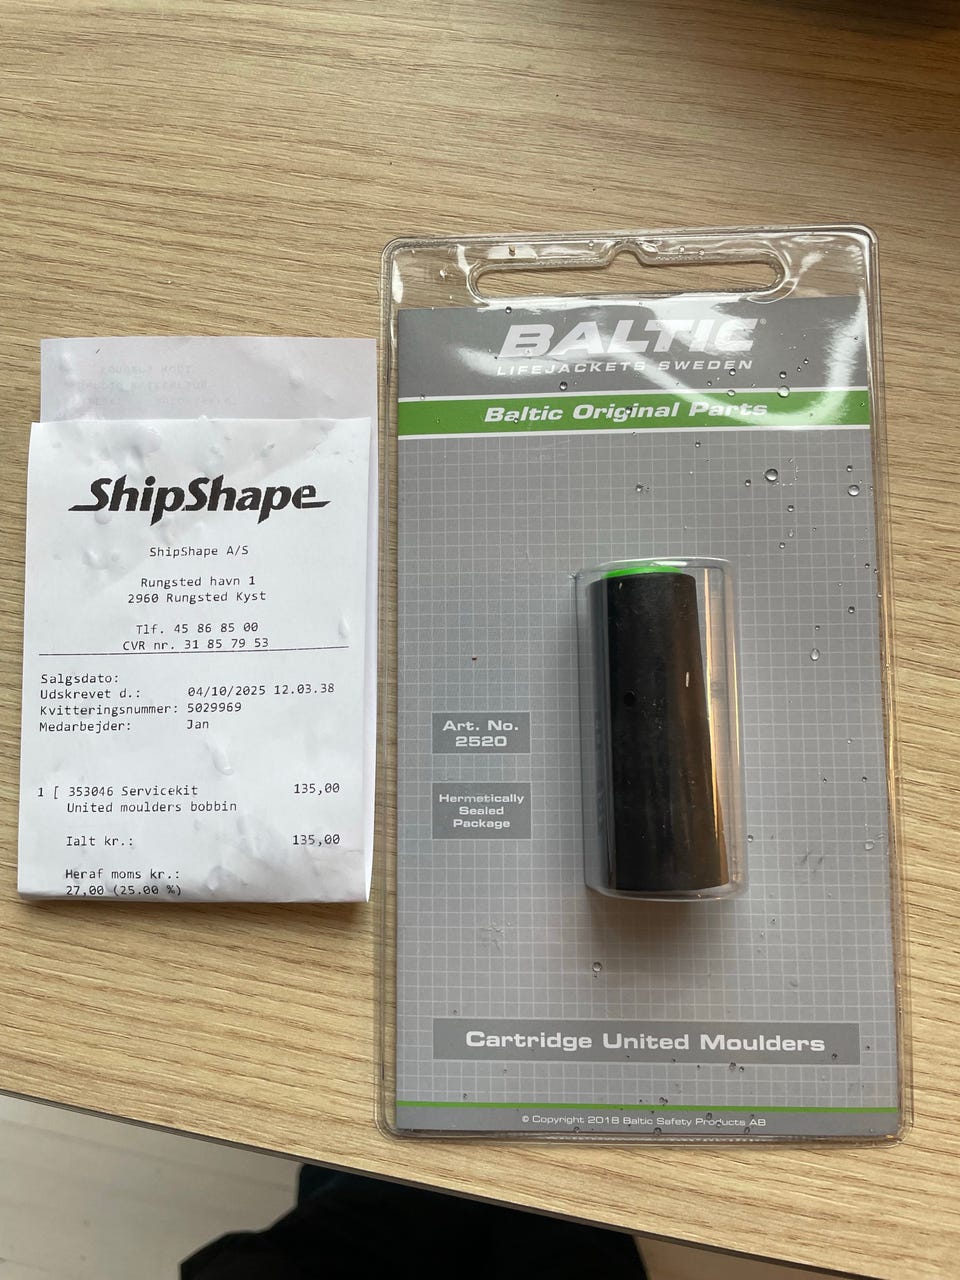 ShipShape
ShipShape A/S
Rungsted havn 1
2960 Rungsted Kyst
Tlf. 45 86 85 00
CVR nr. 31 85 79 53
Salgsdato:
Udskrevet d.: 04/10/2025 12.03.38
Kvitteringsnummer: 5029969
Medarbejder: Jan
1 [ 353046 Servicekit 135,00
United moulders bobbin
Ialt kr.: 135,00
Heraf moms kr.:
27,00 (25.00 %)
BALTIC®
LIFEJACKETS SWEDEN
Baltic Original Parts
Art. No.
2520
Hermetically
Sealed
Package
Cartridge United Moulders
© Copyright 2018 Baltic Safety Products AB